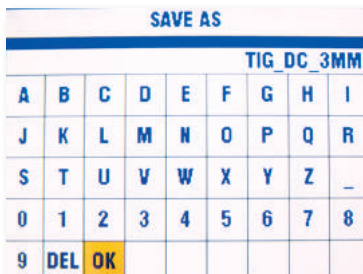 SAVE AS
TIG_DC_3MM
A B C D E F G H I
J K L M N O P Q R
S T U V W X Y Z _
0 1 2 3 4 5 6 7 8
9 DEL OK